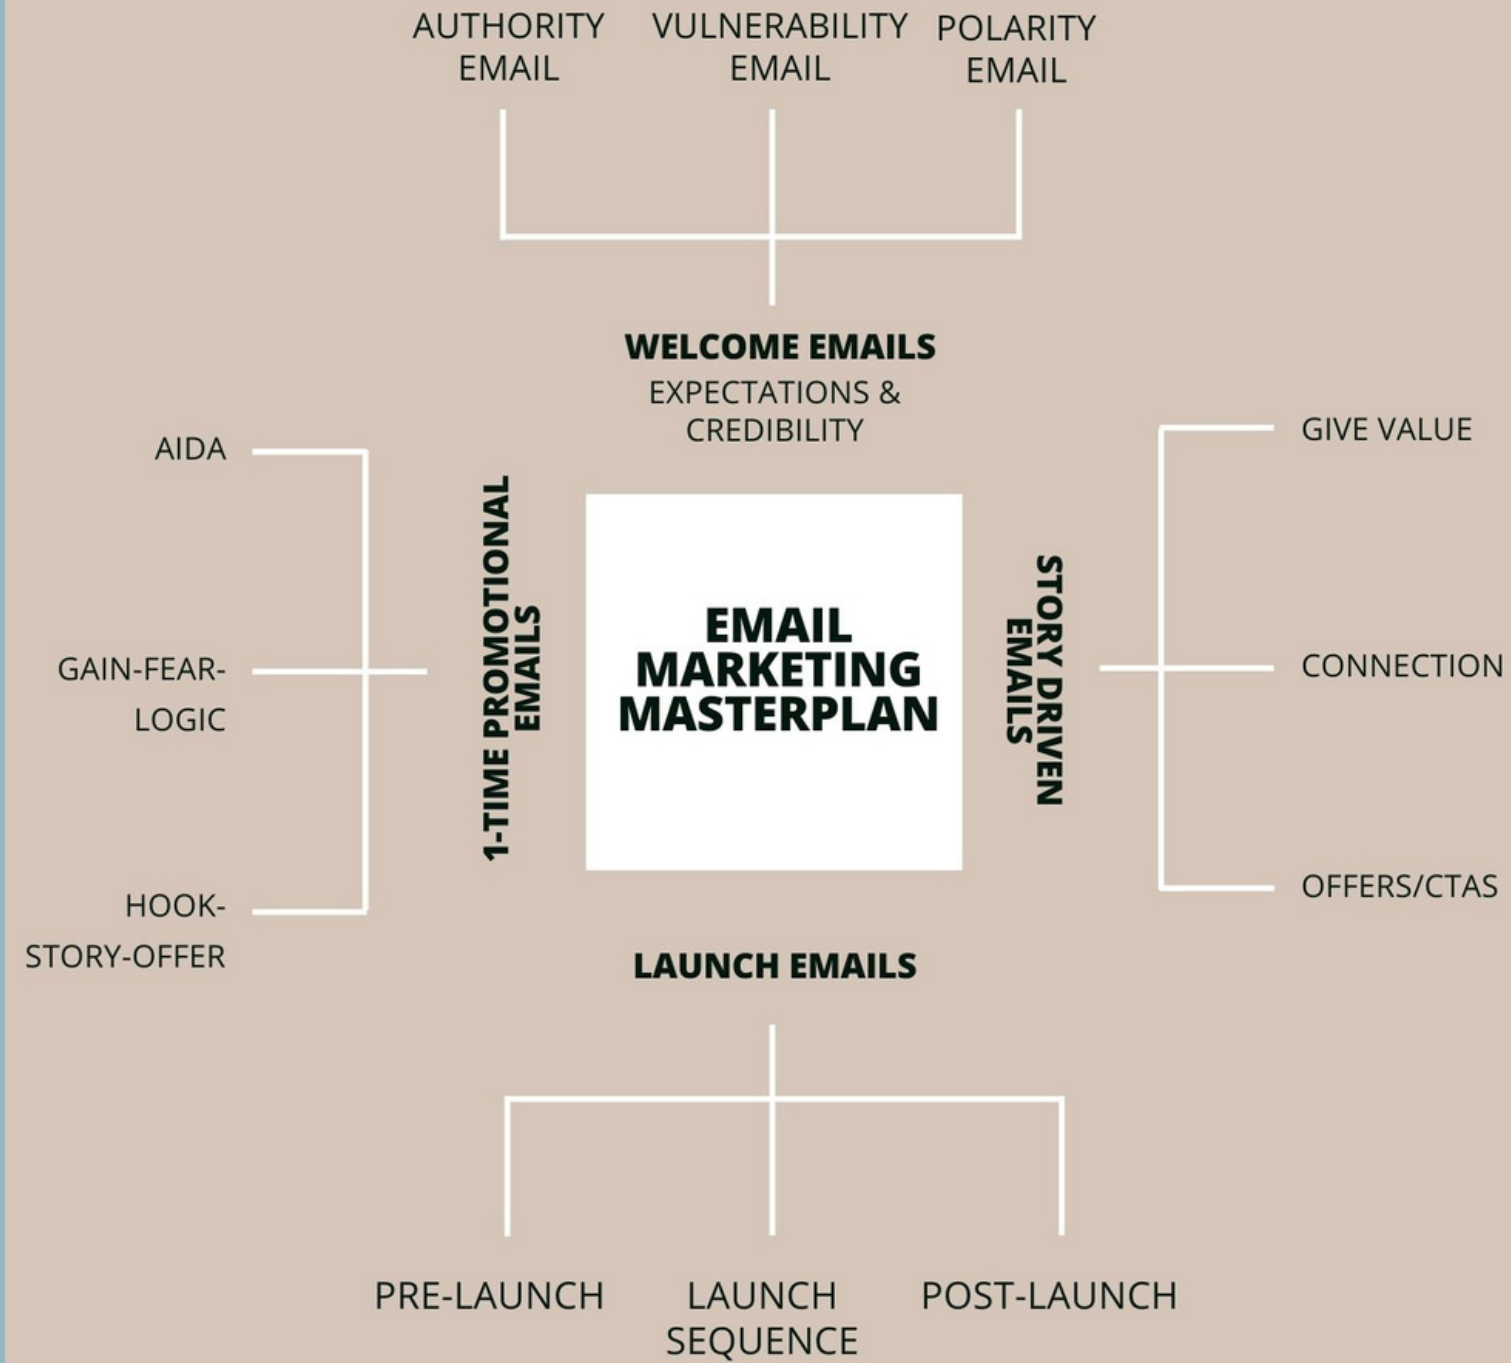 AUTHORITY
EMAIL
VULNERABILITY
EMAIL
POLARITY
EMAIL
WELCOME EMAILS
EXPECTATIONS &
CREDIBILITY
AIDA
GAIN-FEAR-
LOGIC
HOOK-
STORY-OFFER
1-TIME PROMOTIONAL
EMAILS
EMAIL
MARKETING
MASTERPLAN
STORY DRIVEN
EMAILS
GIVE VALUE
CONNECTION
OFFERS/CTAS
LAUNCH EMAILS
PRE-LAUNCH
LAUNCH
SEQUENCE
POST-LAUNCH